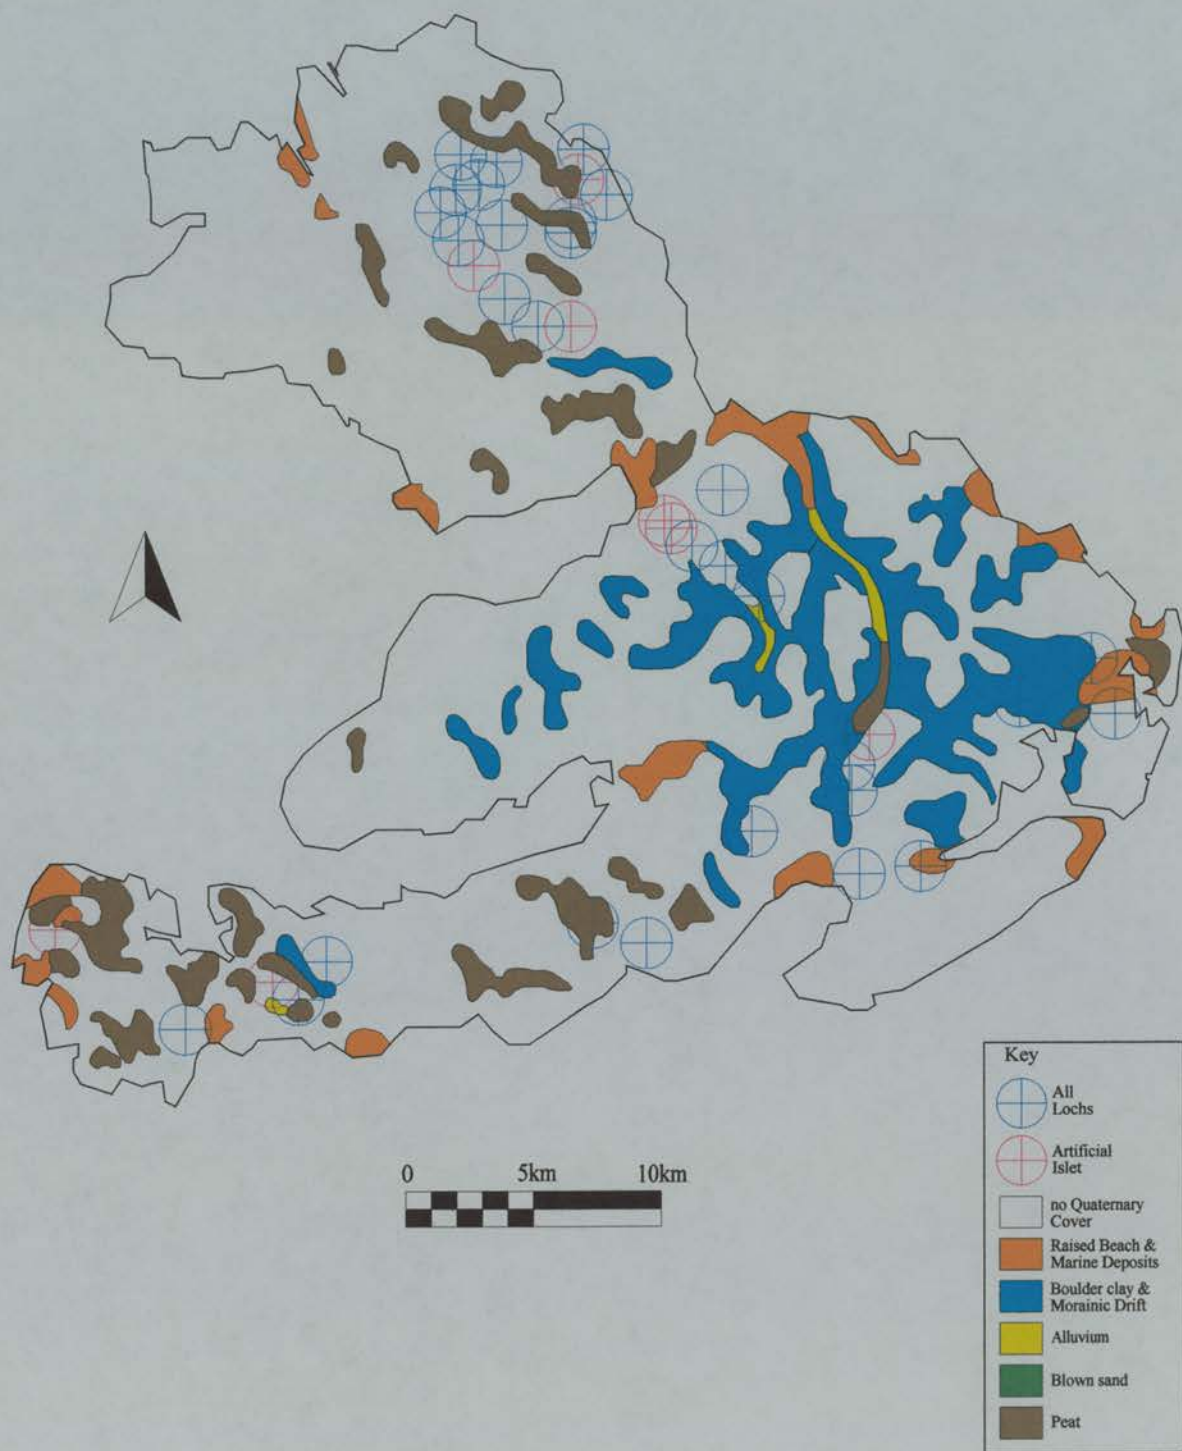 0 5km 10km
Key
All
Lochs
Artificial
Islet
no Quaternary
Cover
Raised Beach &
Marine Deposits
Boulder clay &
Morainic Drift
Alluvium
Blown sand
Peat